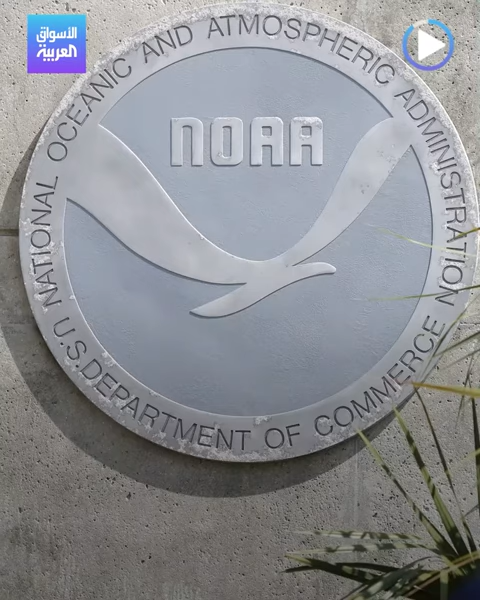 الأسواق
العربية
NATIONAL OCEANIC AND ATMOSPHERIC ADMINISTRATION
NOAA
U.S. DEPARTMENT OF COMMERCE